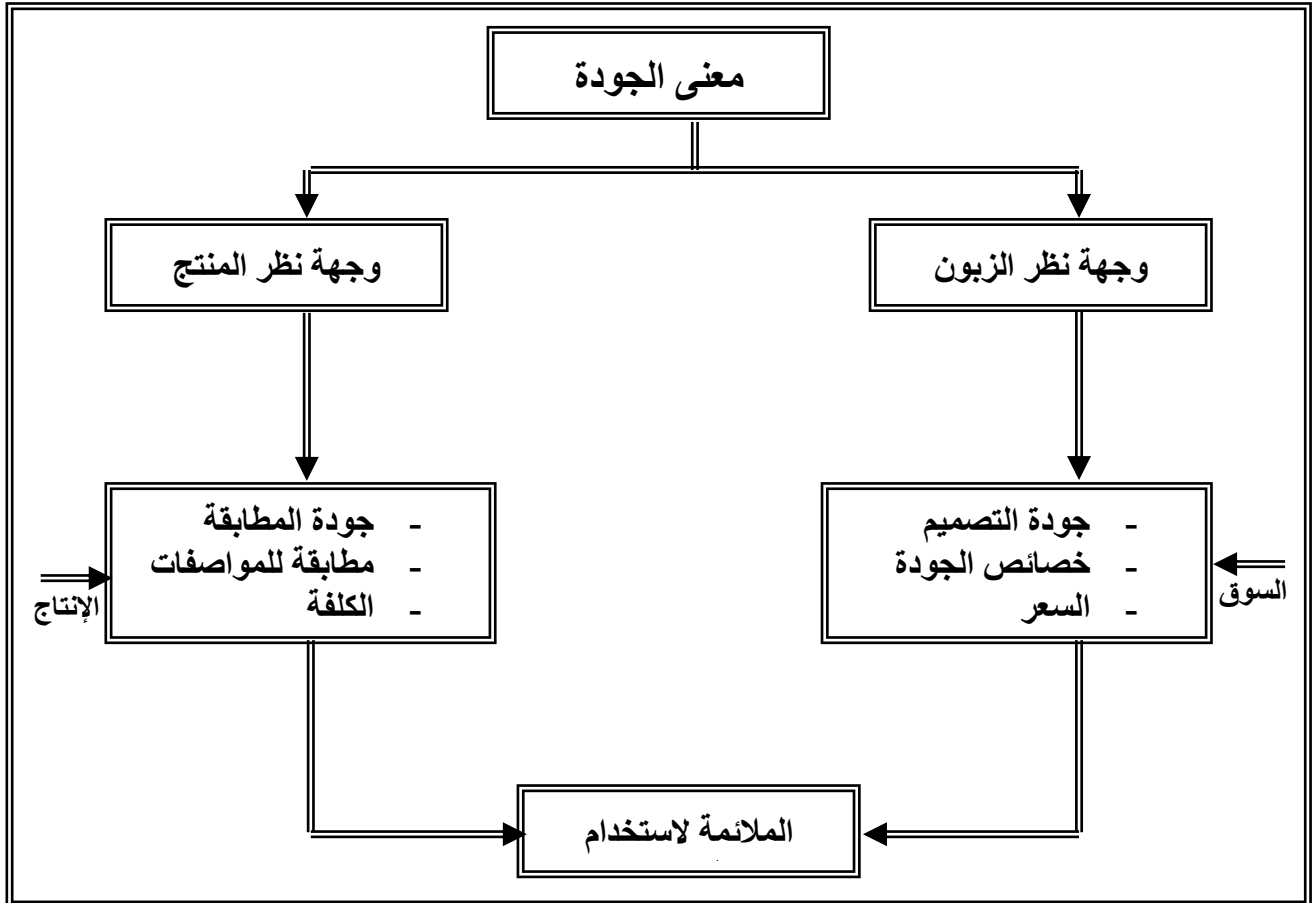 معنى الجودة
وجهة نظر الزبون
وجهة نظر المنتج
- جودة التصميم
- خصائص الجودة
- السعر
السوق
- جودة المطابقة
- مطابقة للمواصفات
- الكلفة
الإنتاج
الملائمة لاستخدام